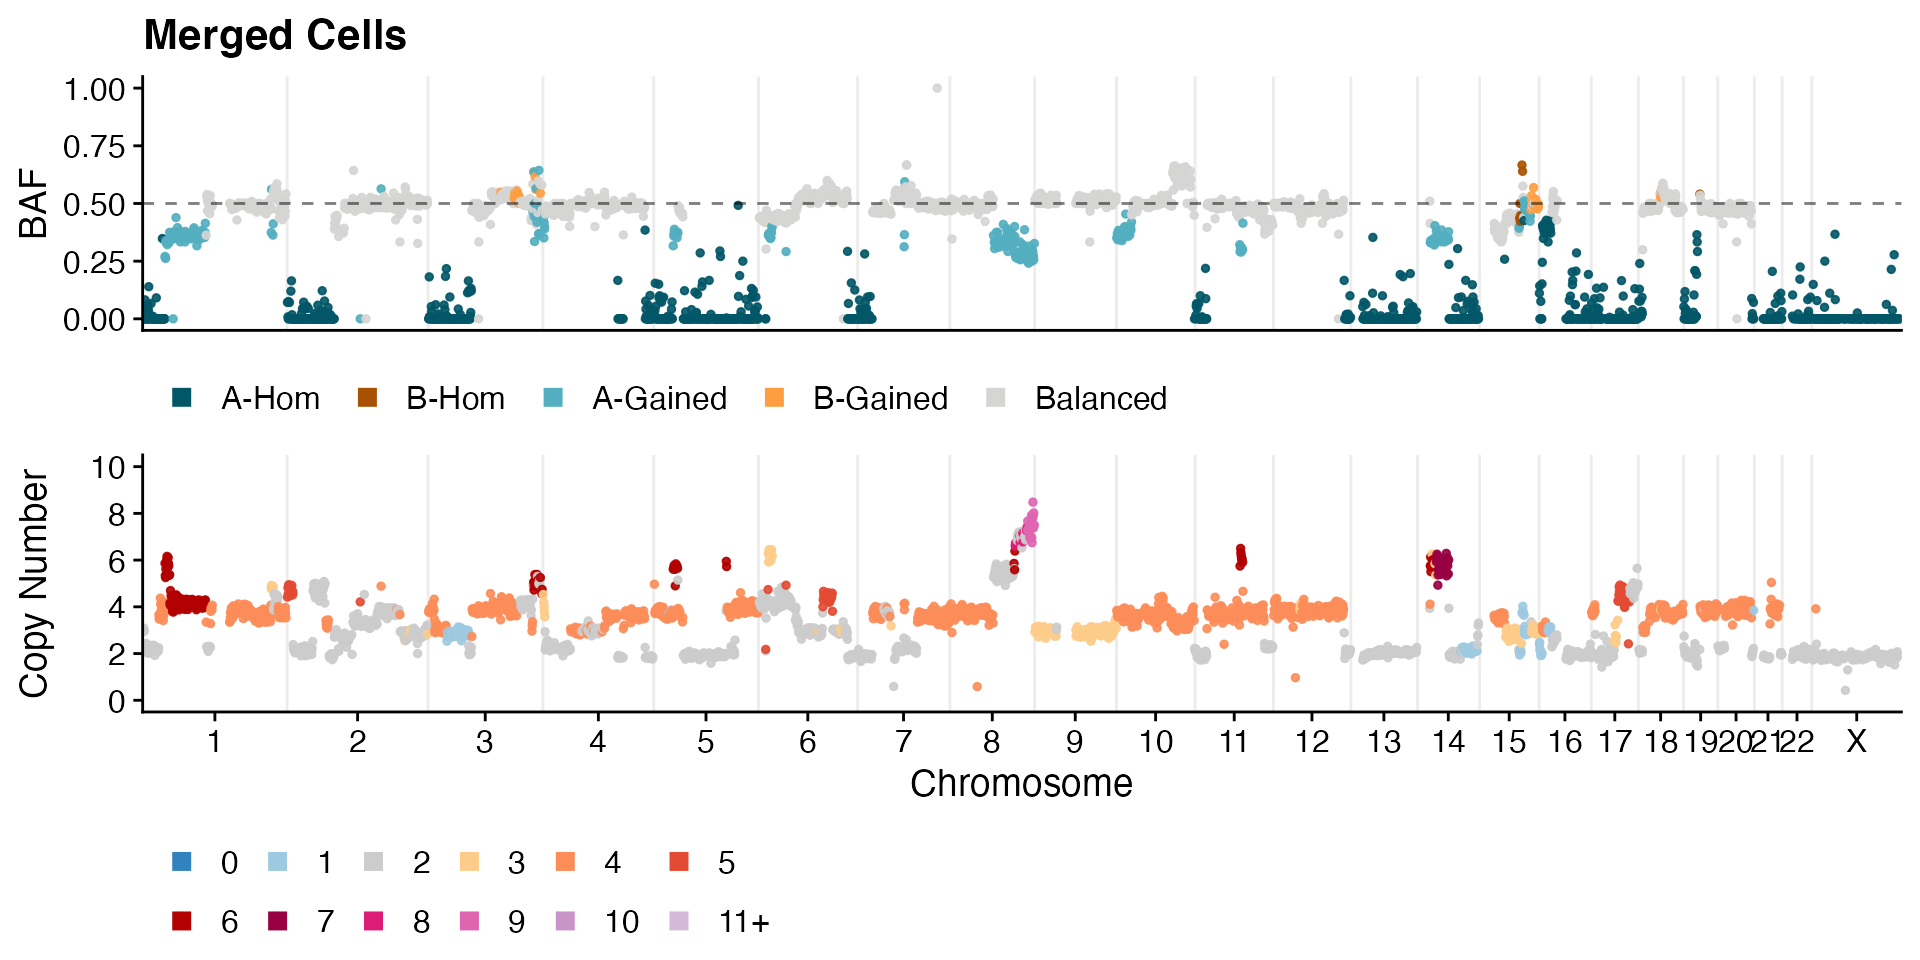 Merged Cells
1.00
0.75
0.50
0.25
0.00
BAF
A-Hom B-Hom A-Gained B-Gained Balanced
10
8
6
4
2
0
Copy Number
1 2 3 4 5 6 7 8 9 10 11 12 13 14 15 16 17 18 19 20 21 22 X
Chromosome
0 1 2 3 4 5
6 7 8 9 10 11+